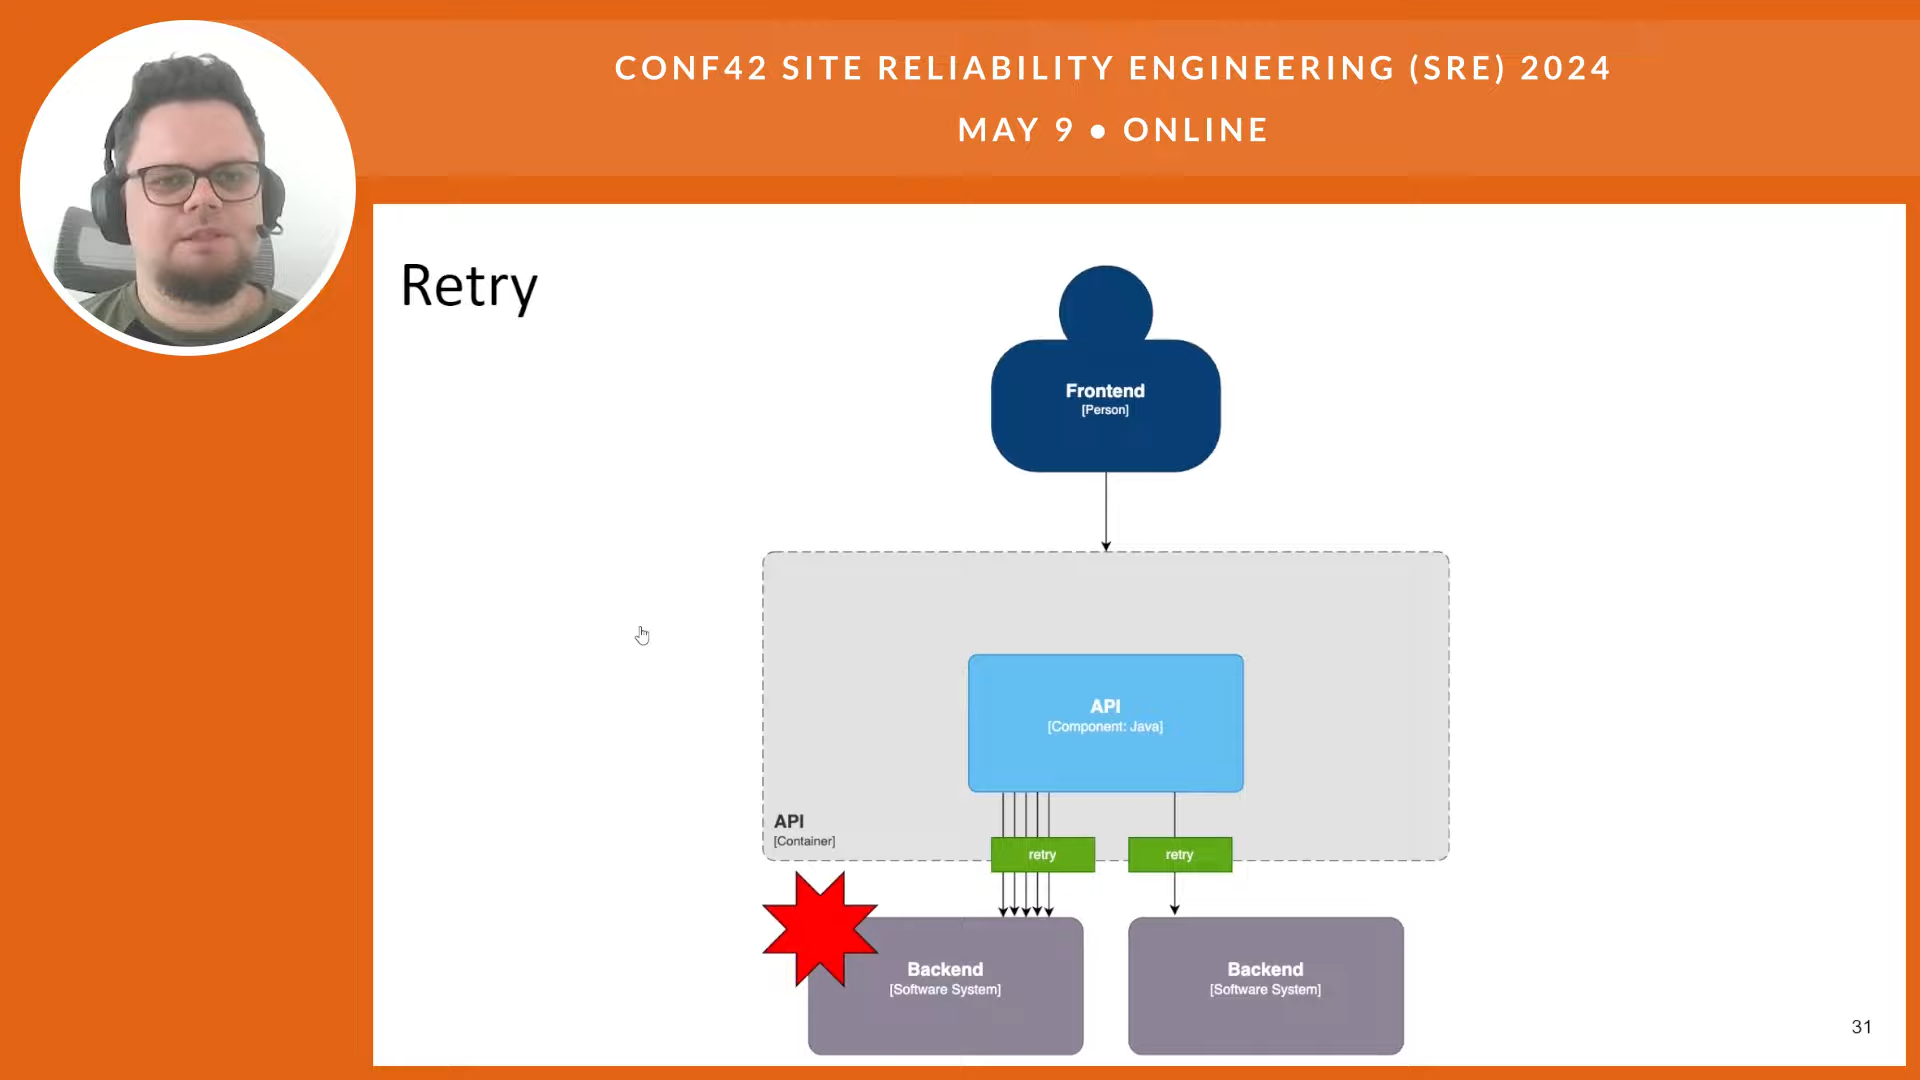 CONF42 SITE RELIABILITY ENGINEERING (SRE) 2024
MAY 9 ● ONLINE
Retry
Frontend
[Person]
API
[Component: Java]
API
[Container]
retry
retry
Backend
[Software System]
Backend
[Software System]
31